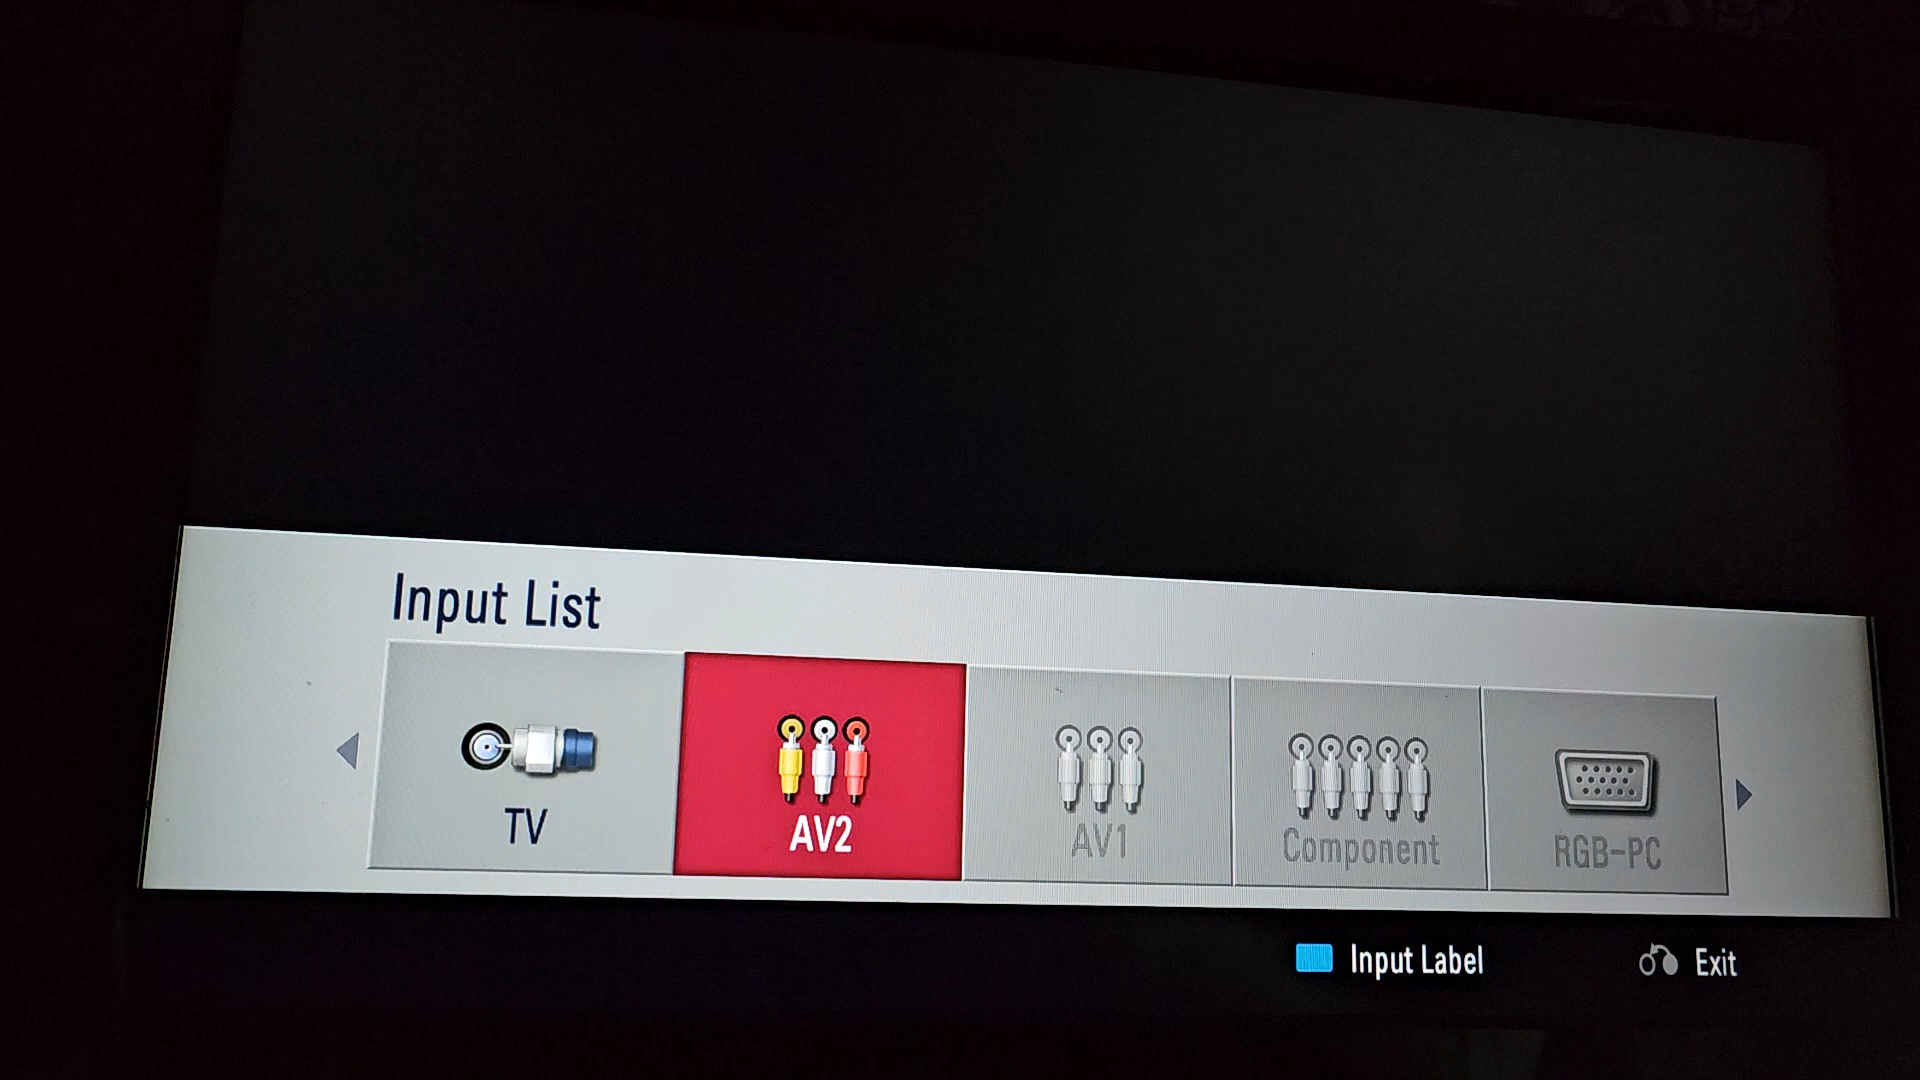 Input List
TV
AV2
AV1
Component
RGB-PC
Input Label
Exit